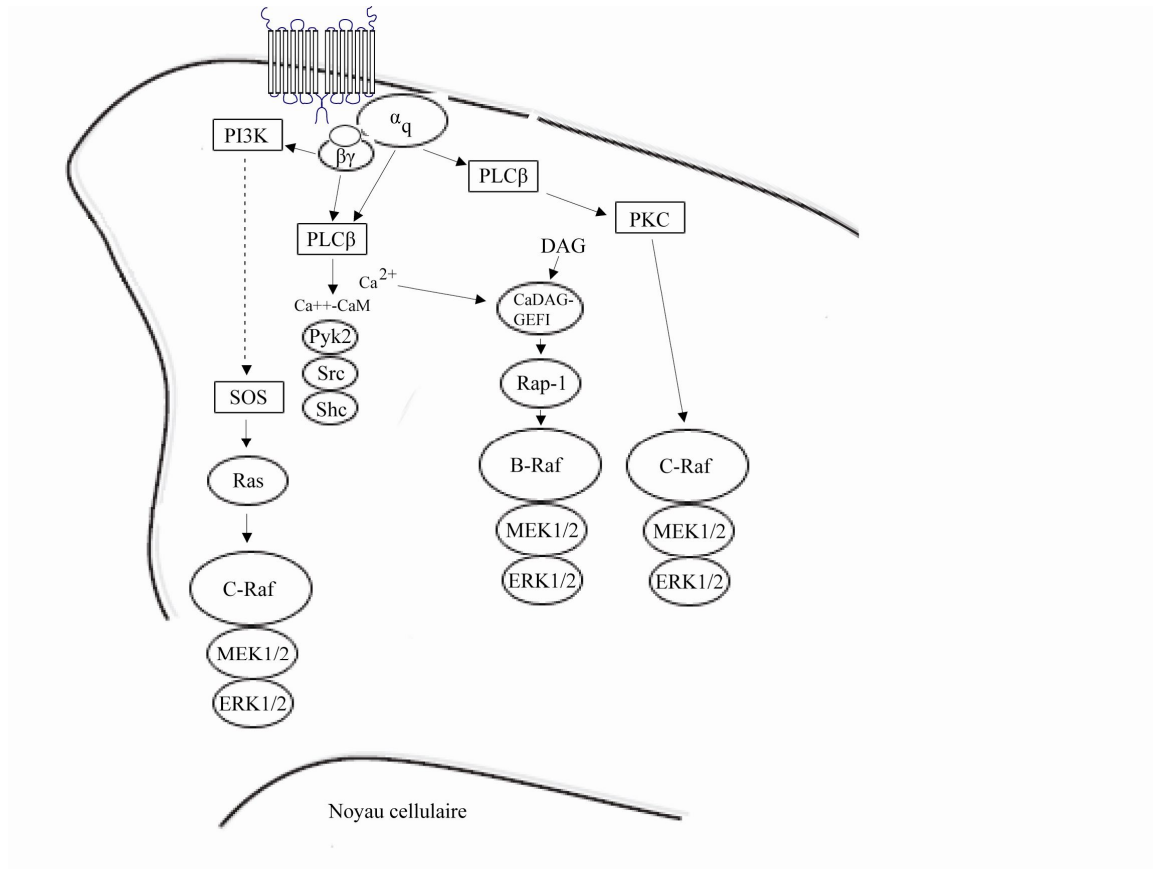 α q
PI3K
βγ
PLCβ
PKC
PLCβ
DAG
Ca2+
CaDAG-
GEFI
Ca++-CaM
Pyk2
Src
Shc
Rap-1
SOS
Ras
B-Raf
C-Raf
MEK1/2
MEK1/2
ERK1/2
ERK1/2
C-Raf
MEK1/2
ERK1/2
Noyau cellulaire